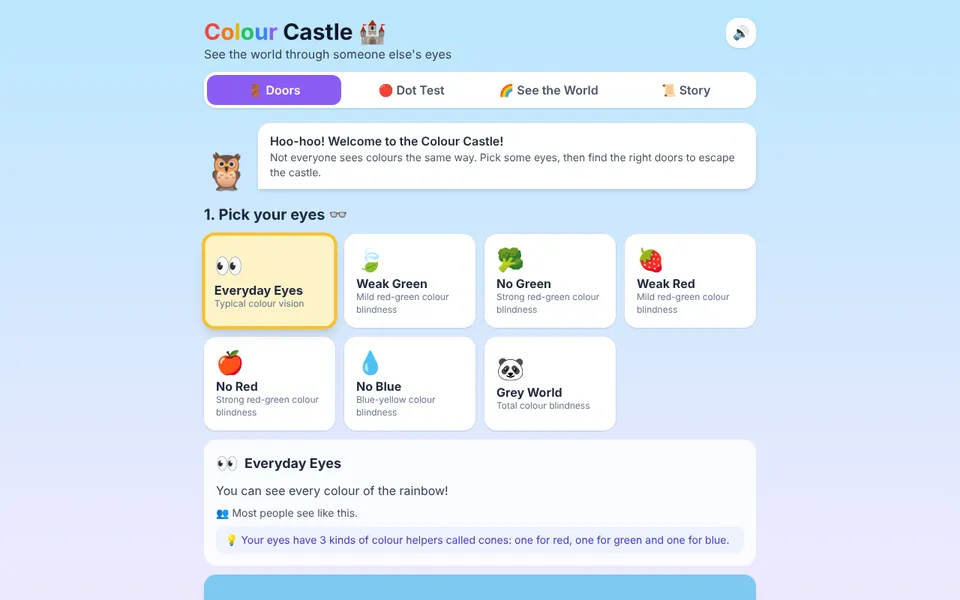 Colour Castle
See the world through someone else's eyes
Doors
Dot Test
See the World
Story
Hoo-hoo! Welcome to the Colour Castle!
Not everyone sees colours the same way. Pick some eyes, then find the right doors to escape
the castle.
1. Pick your eyes
Everyday Eyes
Typical colour vision
Weak Green
Mild red-green colour
blindness
No Green
Strong red-green colour
blindness
Weak Red
Mild red-green colour
blindness
No Red
Strong red-green colour
blindness
No Blue
Blue-yellow colour
blindness
Grey World
Total colour blindness
Everyday Eyes
You can see every colour of the rainbow!
Most people see like this.
Your eyes have 3 kinds of colour helpers called cones: one for red, one for green and one for blue.